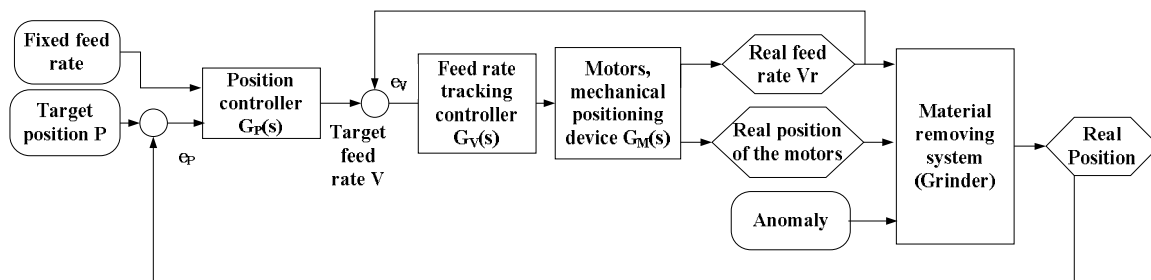 Fixed feed
rate
Target
position P
eP
Position
controller
GP(s)
eV
Target
feed
rate V
Feed rate
tracking
controller
GV(s)
Motors,
mechanical
positioning
device GM(s)
Real feed
rate Vr
Real position
of the motors
Anomaly
Material
removing
system
(Grinder)
Real
Position